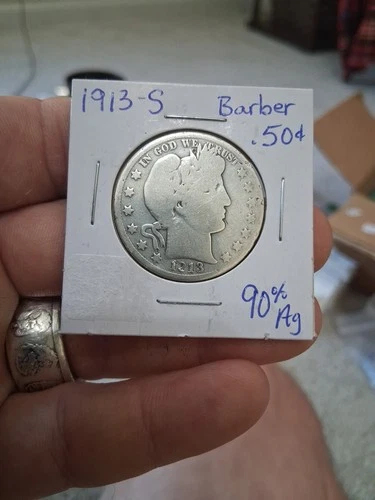 1913-S Barber
.50¢
IN GOD WE TRUST
1913
90% Ag